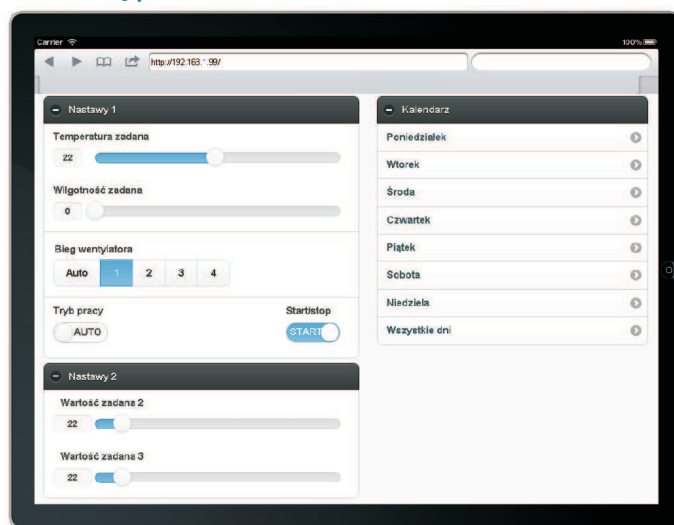 Carrier
100%
http://192.168.1.99/
Nastawy 1
Temperatura zadana
22
Wilgotność zadana
0
Bieg wentylatora
Auto 1 2 3 4
Tryb pracy Start/stop
AUTO START
Nastawy 2
Wartość zadana 2
22
Wartość zadana 3
22
Kalendarz
Poniedziałek
Wtorek
Środa
Czwartek
Piątek
Sobota
Niedziela
Wszystkie dni